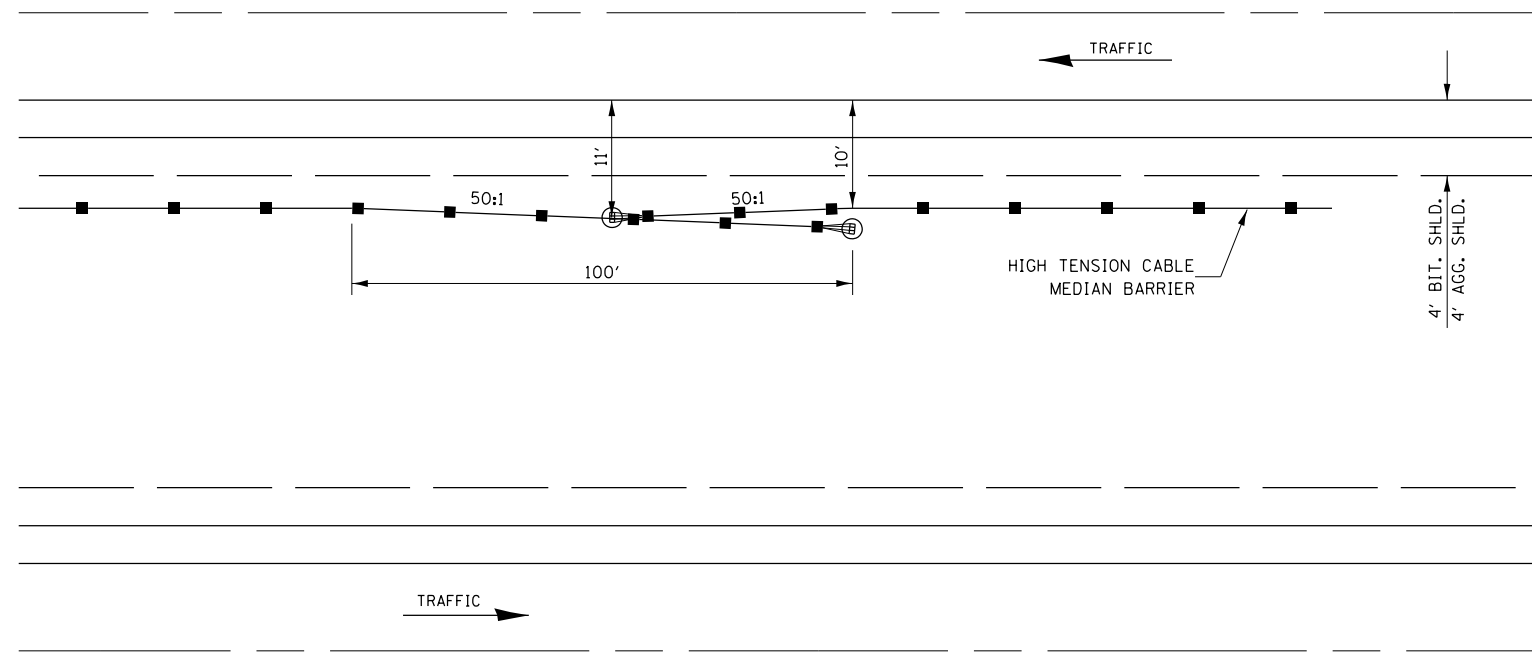 TRAFFIC
11'
10'
50:1
50:1
100'
HIGH TENSION CABLE
MEDIAN BARRIER
4' BIT. SHLD.
4' AGG. SHLD.
TRAFFIC